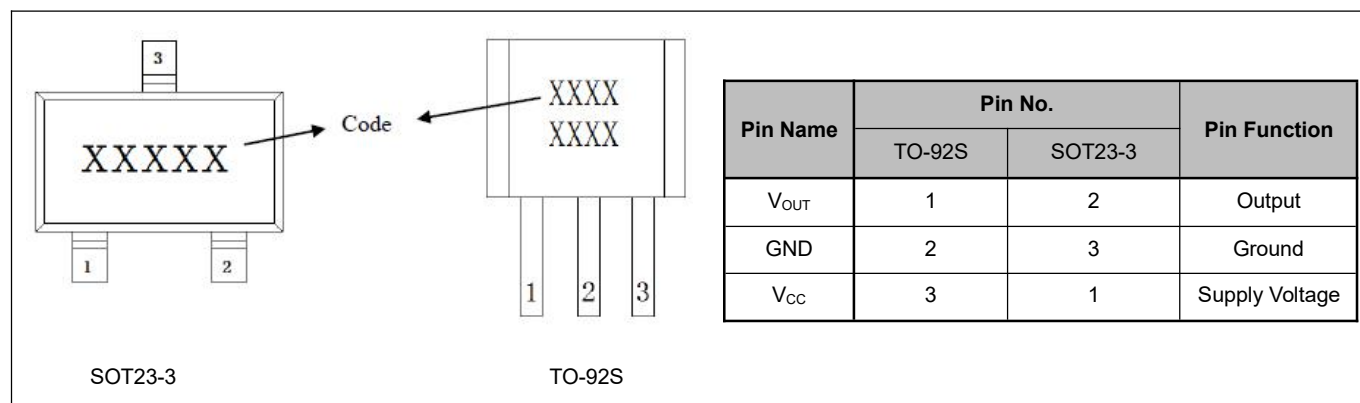 3
XXXXX
1
2
SOT23-3
Code
XXXX
XXXX
1 2 3
TO-92S
Pin Name Pin No. Pin Function
TO-92S SOT23-3
VOUT 1 2 Output
GND 2 3 Ground
VCC 3 1 Supply Voltage